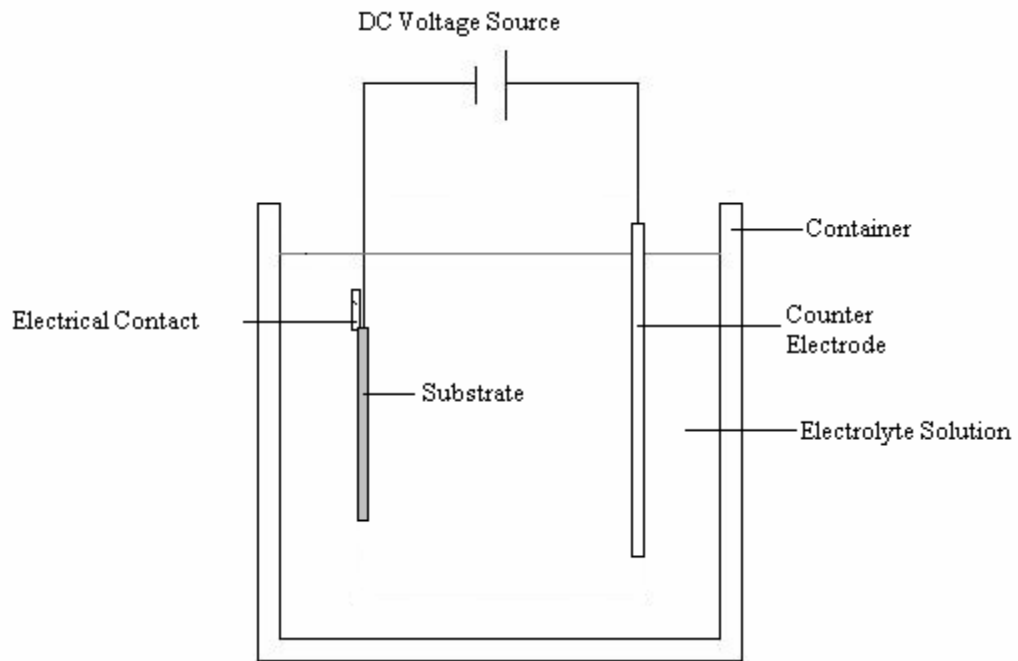 DC Voltage Source
Container
Electrical Contact
Counter
Electrode
Substrate
Electrolyte Solution